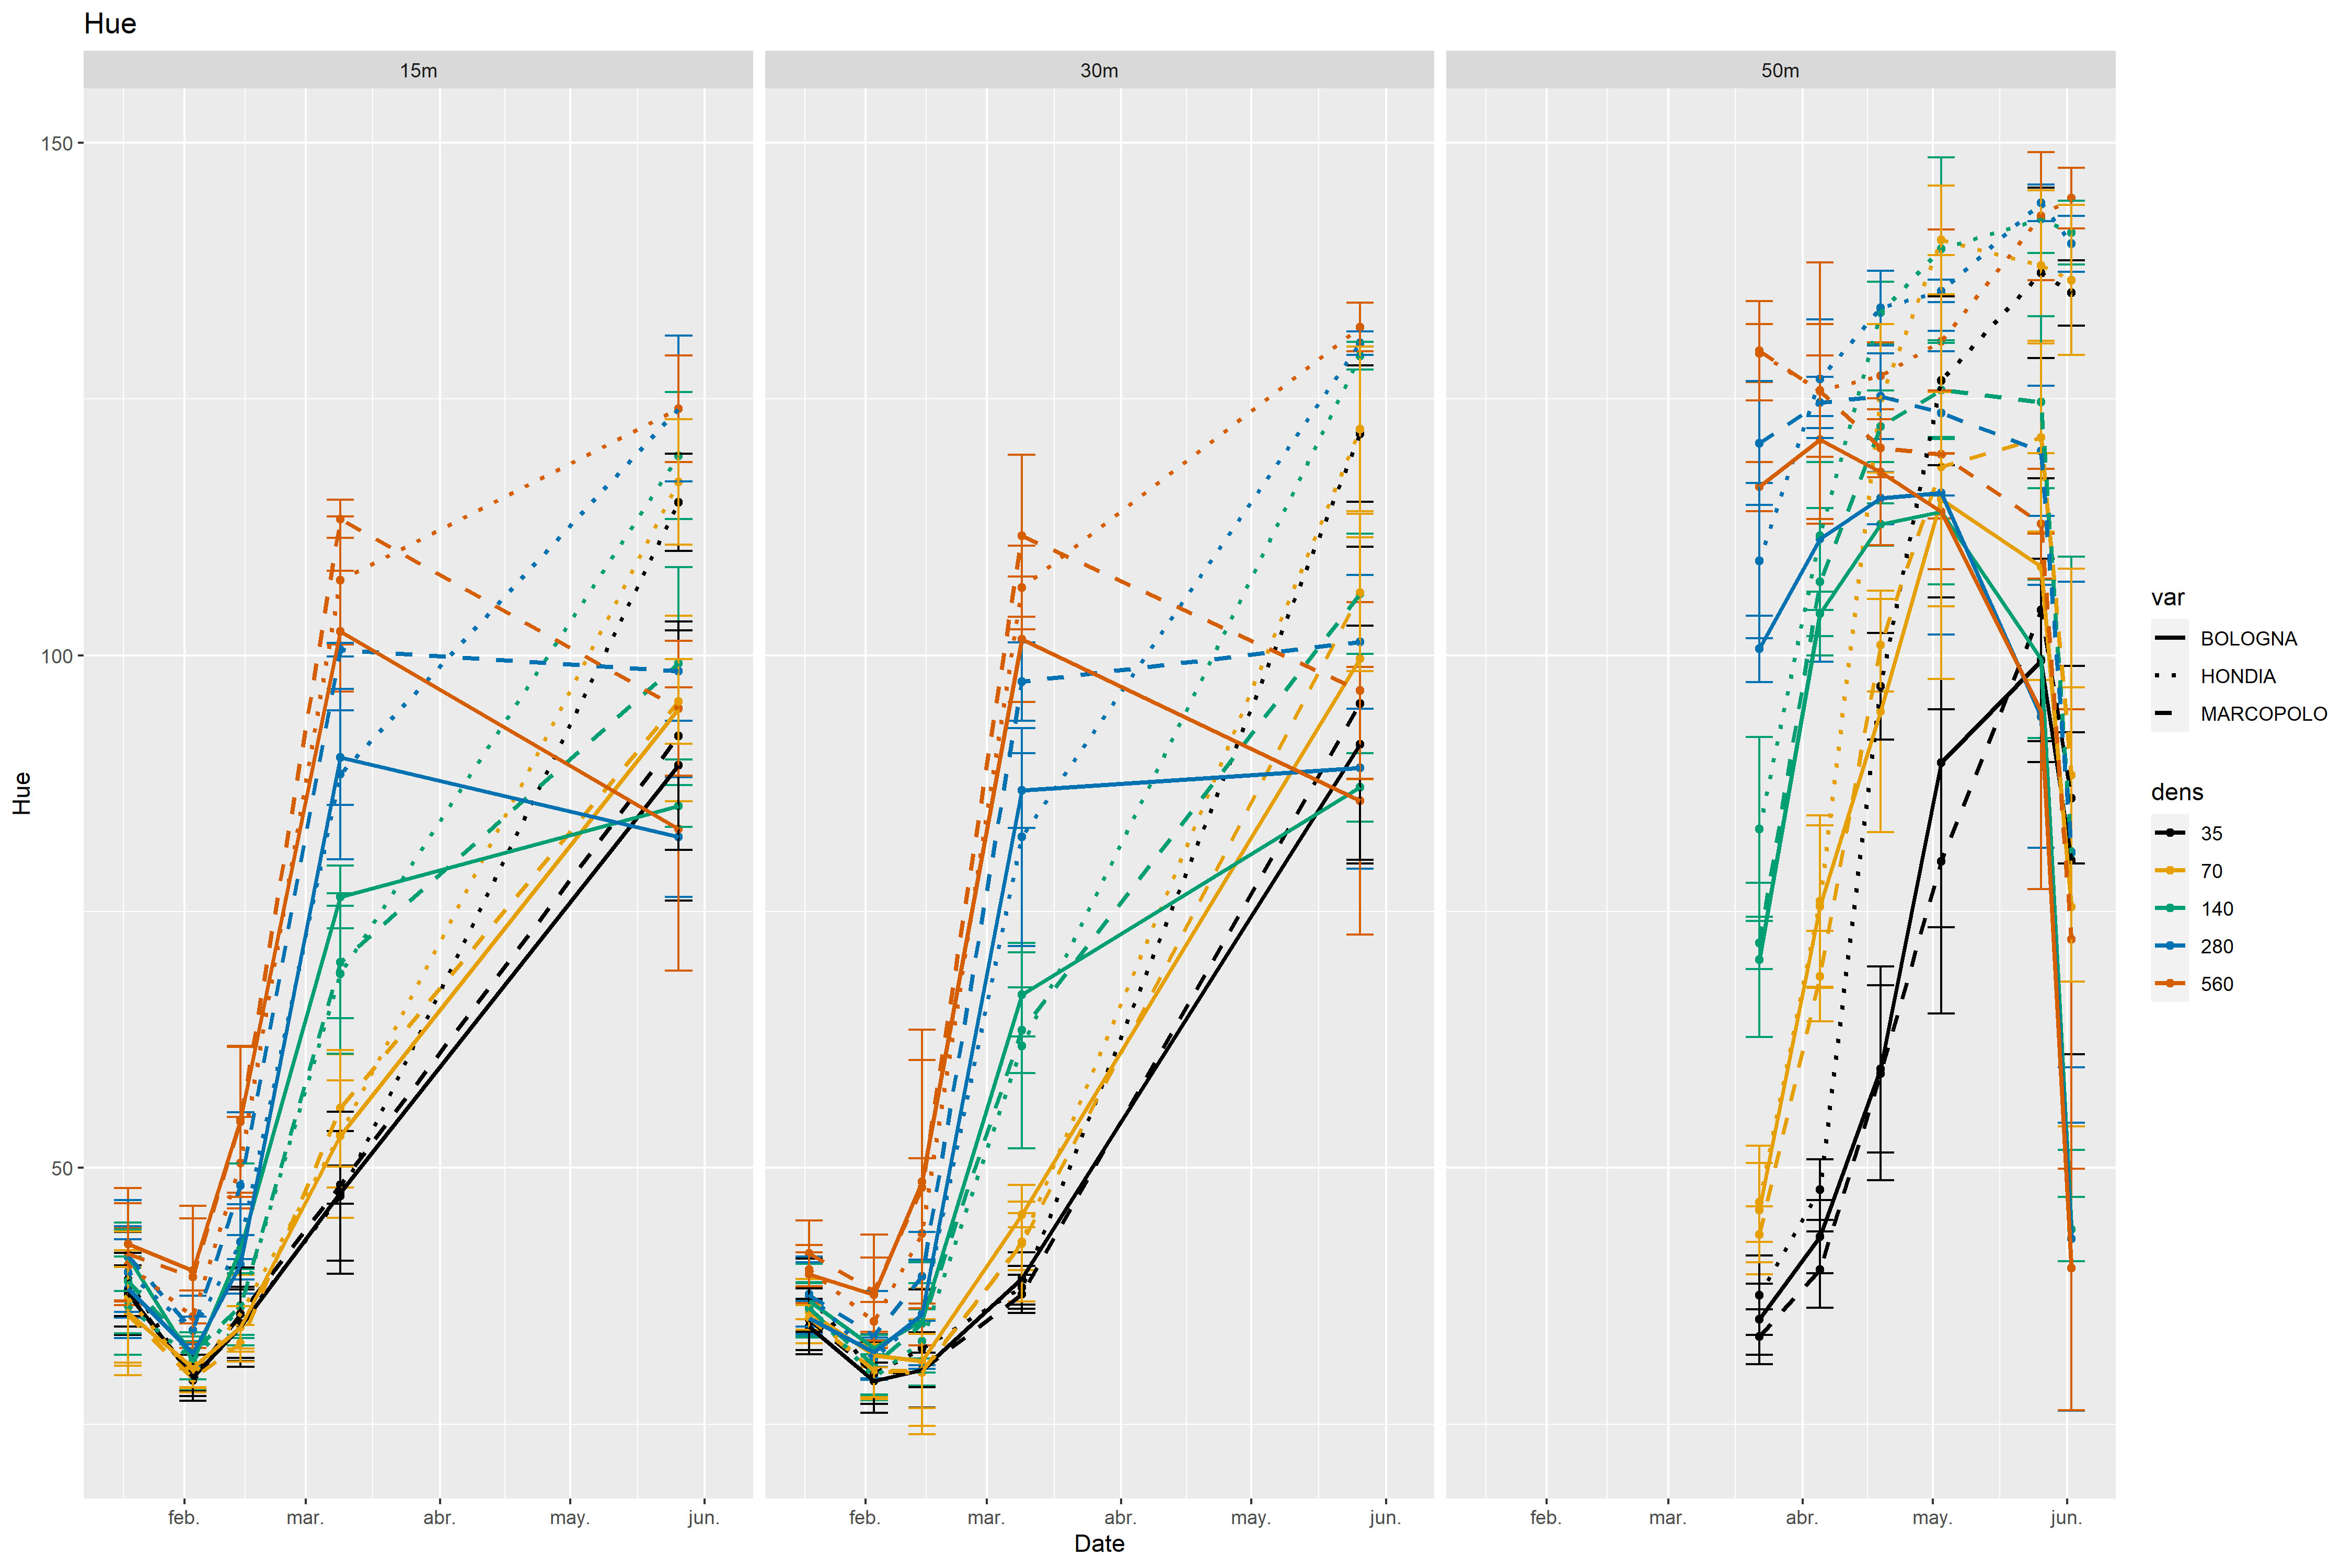 Hue
15m 30m 50m
150
100
50
Hue
feb. mar. abr. may. jun. feb. mar. abr. may. jun. feb. mar. abr. may. jun.
Date
var
BOLOGNA
HONDIA
MARCOPOLO
dens
35
70
140
280
560